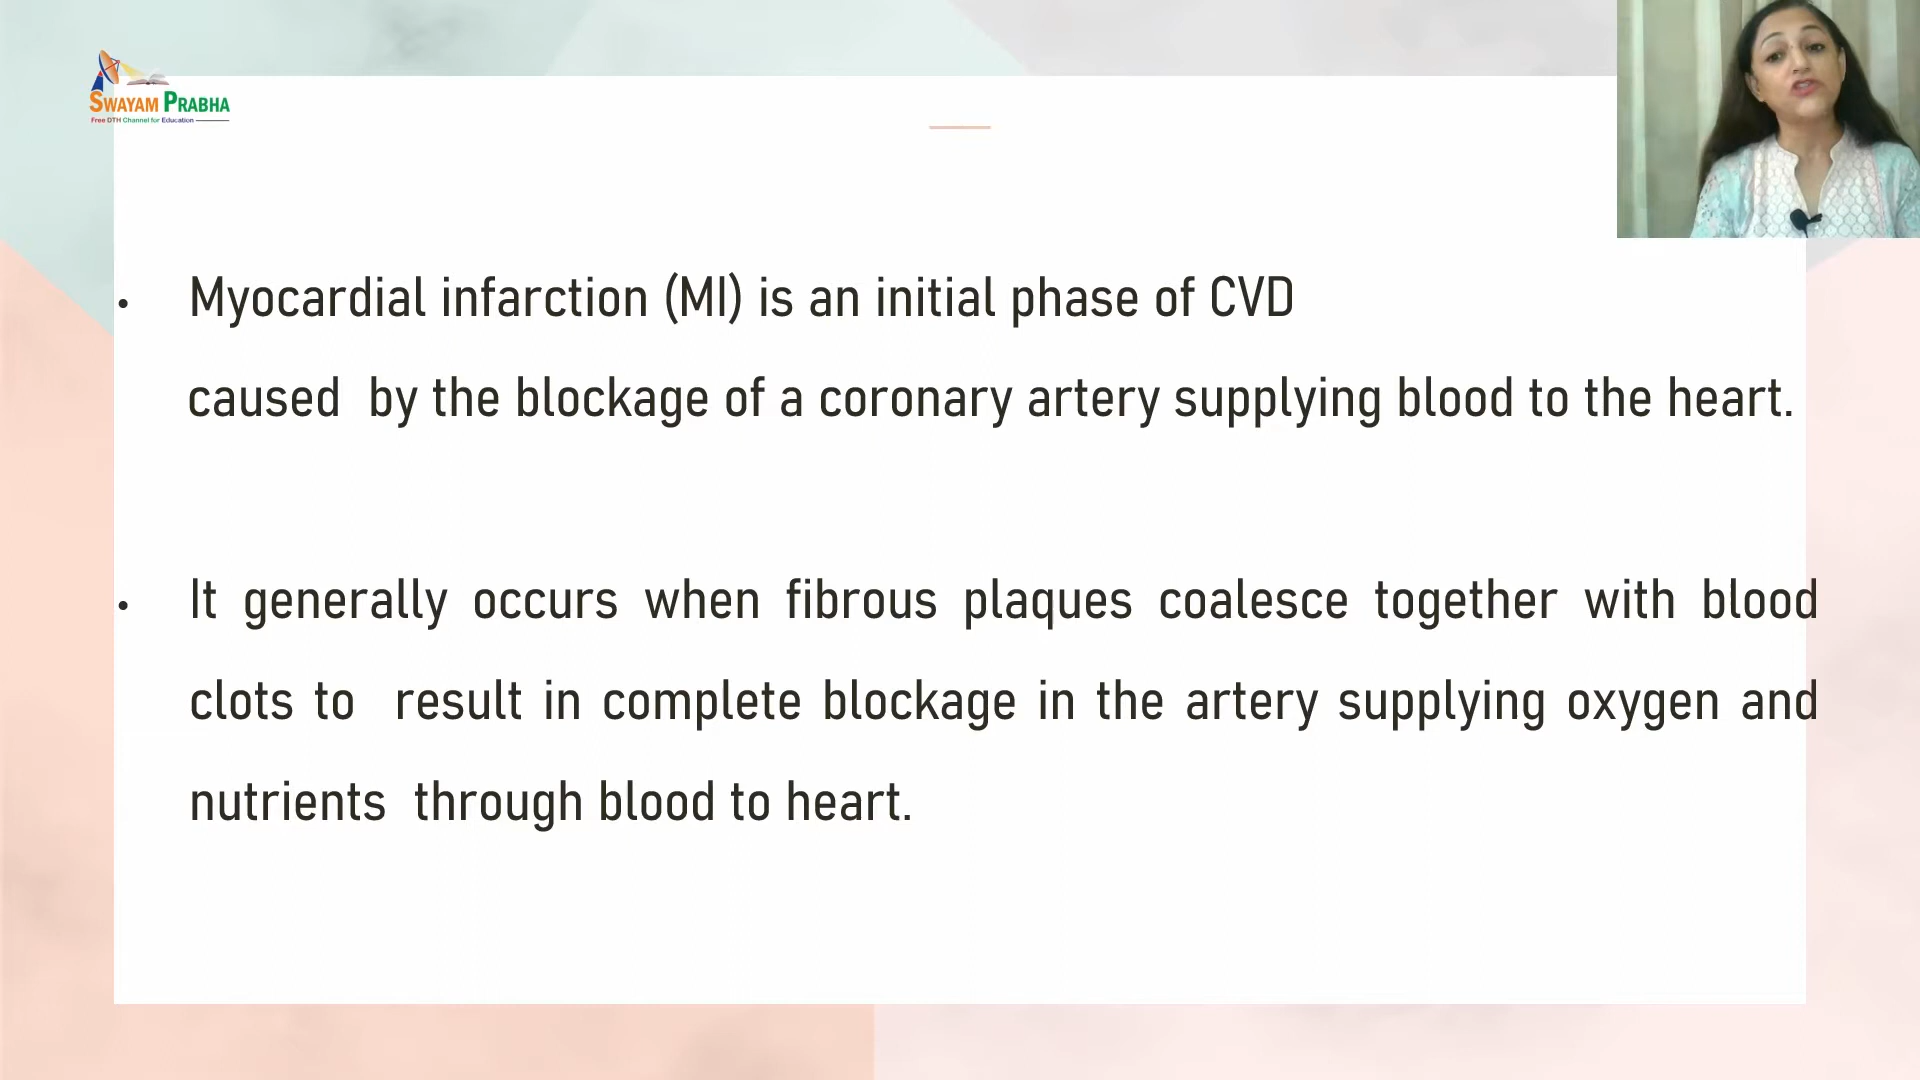 SWAYAM PRABHA
Free DTH Channel for Education
• Myocardial infarction (MI) is an initial phase of CVD
caused by the blockage of a coronary artery supplying blood to the heart.
• It generally occurs when fibrous plaques coalesce together with blood
clots to result in complete blockage in the artery supplying oxygen and
nutrients through blood to heart.